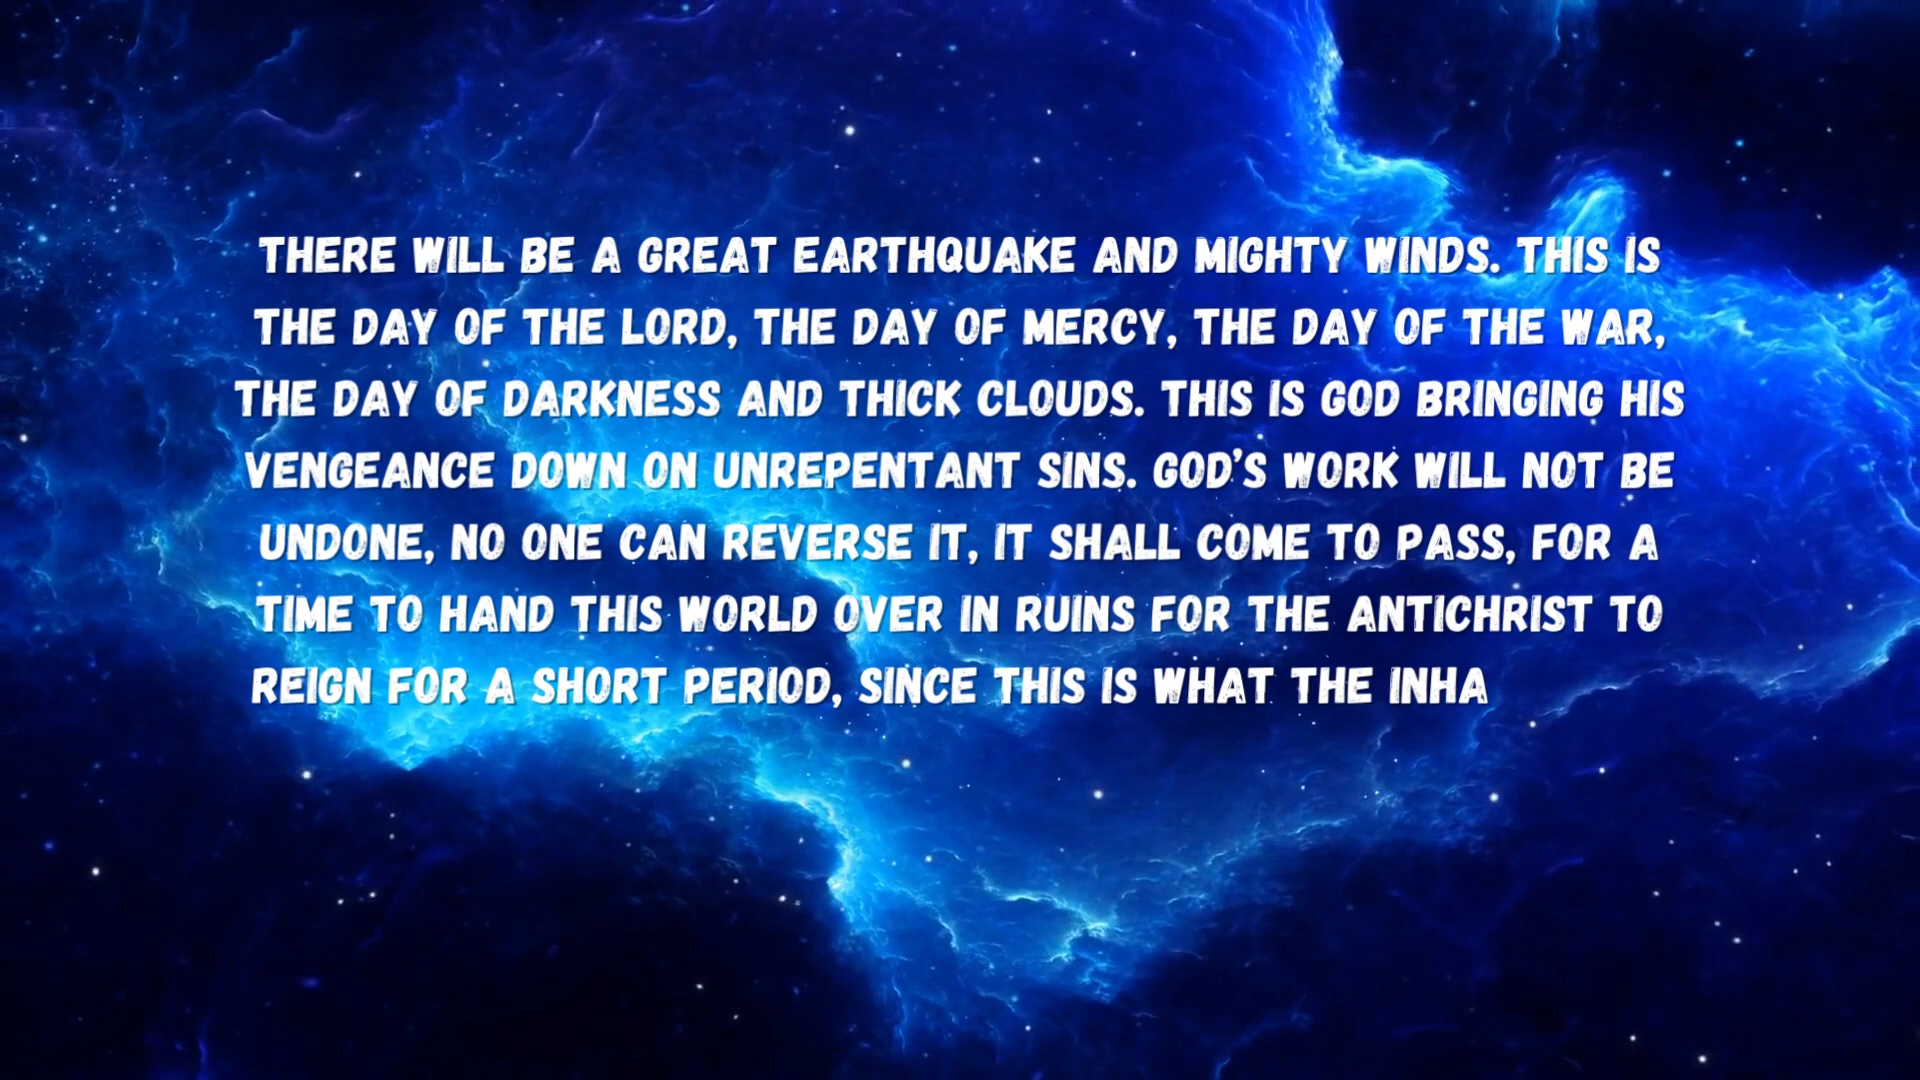 THERE WILL BE A GREAT EARTHQUAKE AND MIGHTY WINDS. THIS IS
THE DAY OF THE LORD, THE DAY OF MERCY, THE DAY OF THE WAR,
THE DAY OF DARKNESS AND THICK CLOUDS. THIS IS GOD BRINGING HIS
VENGEANCE DOWN ON UNREPENTANT SINS. GOD'S WORK WILL NOT BE
UNDONE, NO ONE CAN REVERSE IT, IT SHALL COME TO PASS, FOR A
TIME TO HAND THIS WORLD OVER IN RUINS FOR THE ANTICHRIST TO
REIGN FOR A SHORT PERIOD, SINCE THIS IS WHAT THE INHA